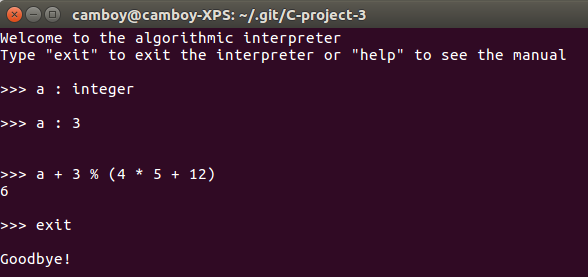 camboy@camboy-XPS: ~/.git/C-project-3
Welcome to the algorithmic interpreter
Type "exit" to exit the interpreter or "help" to see the manual
>>> a : integer
>>> a : 3
>>> a + 3 % (4 * 5 + 12)
6
>>> exit
Goodbye!